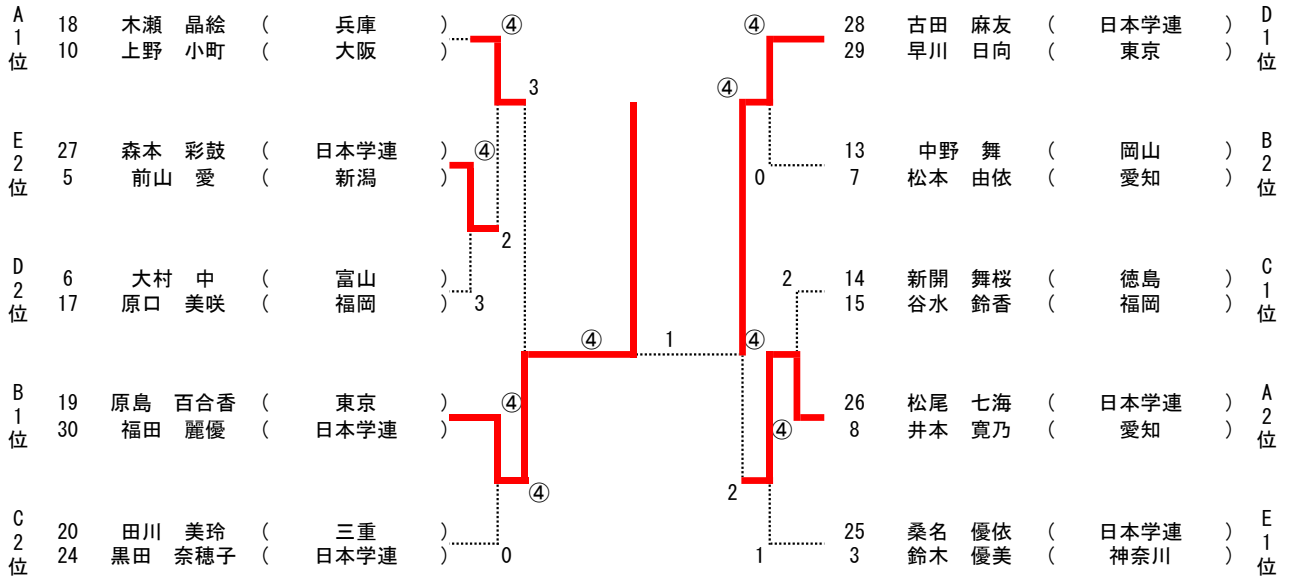 A1位
18 木瀬 晶絵 ( 兵庫 )
10 上野 小町 ( 大阪 )
④
3
E2位
27 森本 彩鼓 ( 日本学連 )
5 前山 愛 ( 新潟 )
④
2
D2位
6 大村 中 ( 富山 )
17 原口 美咲 ( 福岡 )
3
B1位
19 原島 百合香 ( 東京 )
30 福田 麗優 ( 日本学連 )
④
④
C2位
20 田川 美玲 ( 三重 )
24 黒田 奈穂子 ( 日本学連 )
0
④
1
④
28 古田 麻友 ( 日本学連 )
29 早川 日向 ( 東京 )
D1位
④
13 中野 舞 ( 岡山 )
7 松本 由依 ( 愛知 )
B2位
0
2
14 新開 舞桜 ( 徳島 )
15 谷水 鈴香 ( 福岡 )
C1位
④
26 松尾 七海 ( 日本学連 )
8 井本 寛乃 ( 愛知 )
A2位
④
2
25 桑名 優依 ( 日本学連 )
3 鈴木 優美 ( 神奈川 )
E1位
1